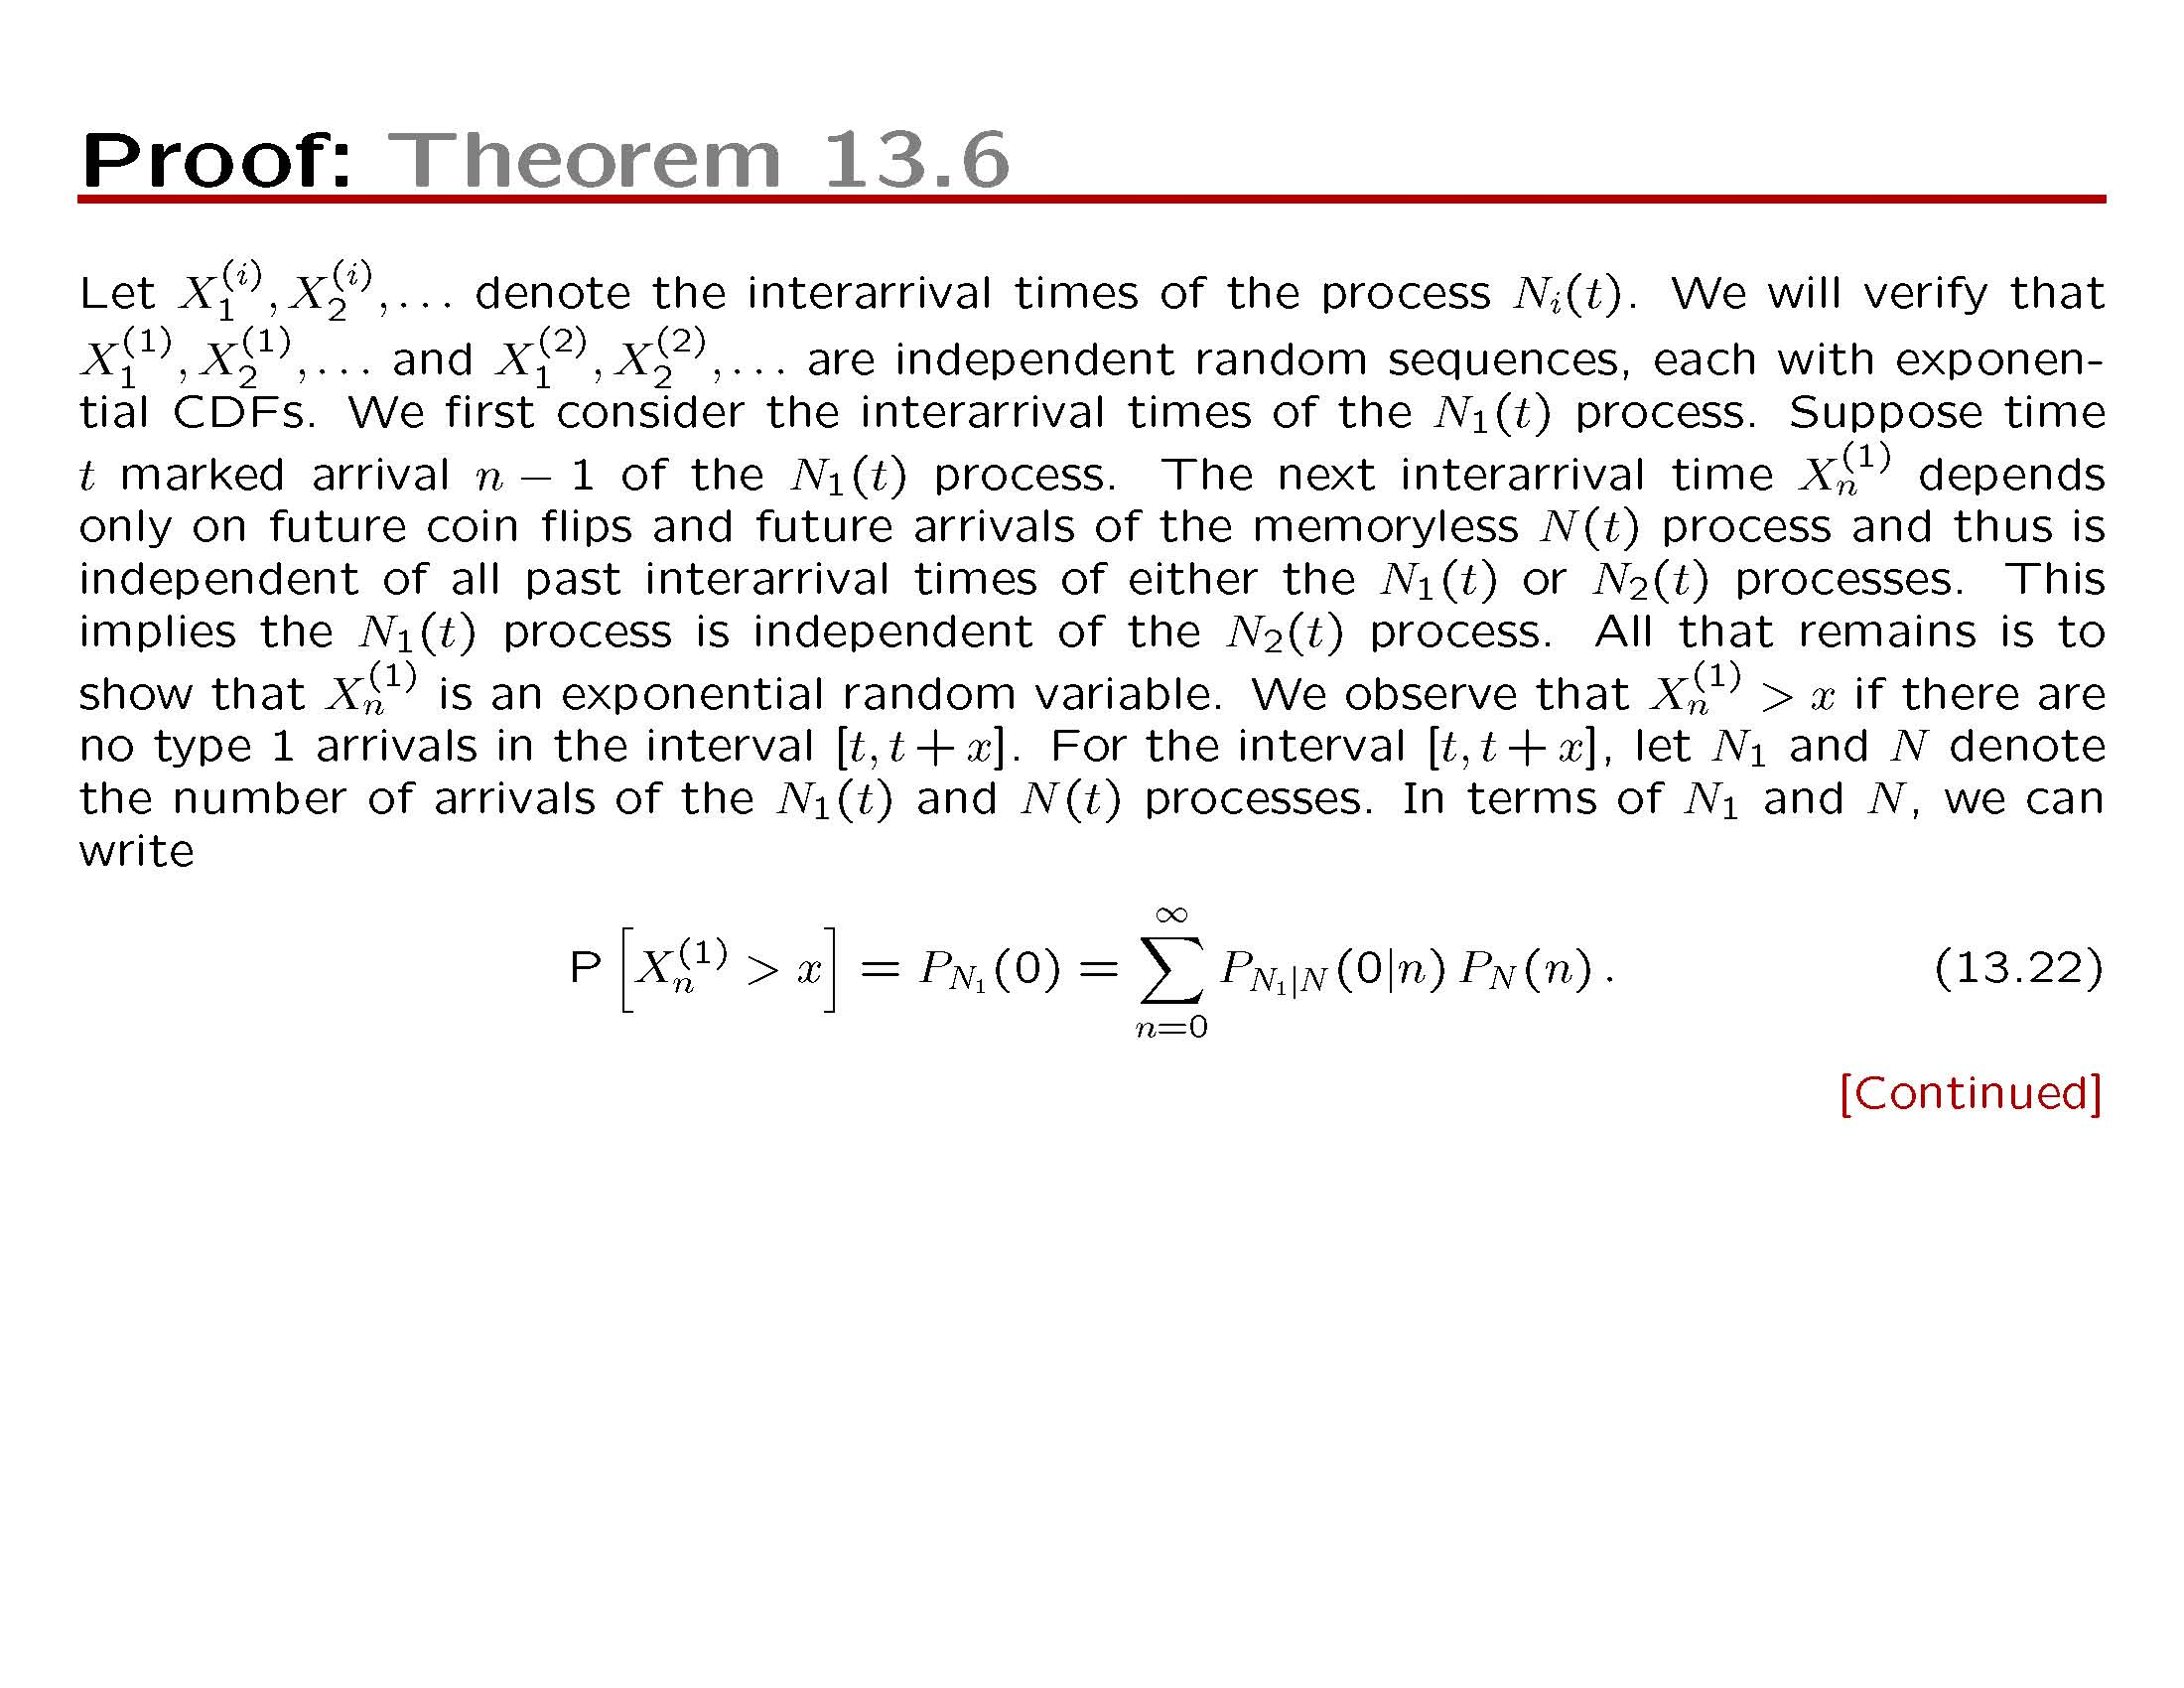 Proof: Theorem 13.6
Let $X_1^{(i)}, X_2^{(i)}, \ldots$ denote the interarrival times of the process $N_i(t)$. We will verify that
$X_1^{(1)}, X_2^{(1)}, \ldots$ and $X_1^{(2)}, X_2^{(2)}, \ldots$ are independent random sequences, each with exponen-
tial CDFs. We first consider the interarrival times of the $N_1(t)$ process. Suppose time
$t$ marked arrival $n - 1$ of the $N_1(t)$ process. The next interarrival time $X_n^{(1)}$ depends
only on future coin flips and future arrivals of the memoryless $N(t)$ process and thus is
independent of all past interarrival times of either the $N_1(t)$ or $N_2(t)$ processes. This
implies the $N_1(t)$ process is independent of the $N_2(t)$ process. All that remains is to
show that $X_n^{(1)}$ is an exponential random variable. We observe that $X_n^{(1)} > x$ if there are
no type 1 arrivals in the interval $[t, t + x]$. For the interval $[t, t + x]$, let $N_1$ and $N$ denote
the number of arrivals of the $N_1(t)$ and $N(t)$ processes. In terms of $N_1$ and $N$, we can
write
$\mathrm{P}\left[X_n^{(1)} > x\right] = P_{N_1}(0) = \sum_{n=0}^{\infty} P_{N_1|N}(0|n) P_N(n).$ (13.22)
[Continued]